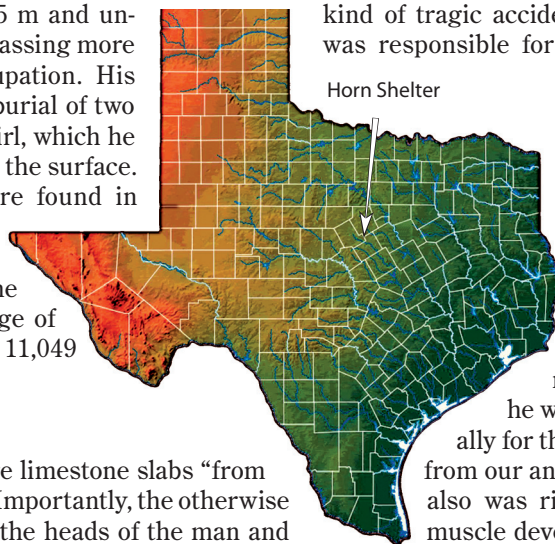 5 m and un-
assing more
upation. His
burial of two
irl, which he
the surface.
re found in
ge of
11,049
e limestone slabs “from
Importantly, the otherwise
the heads of the man and
kind of tragic accide
was responsible for
Horn Shelter
he w
ally for th
from our an
also was ri
muscle deve